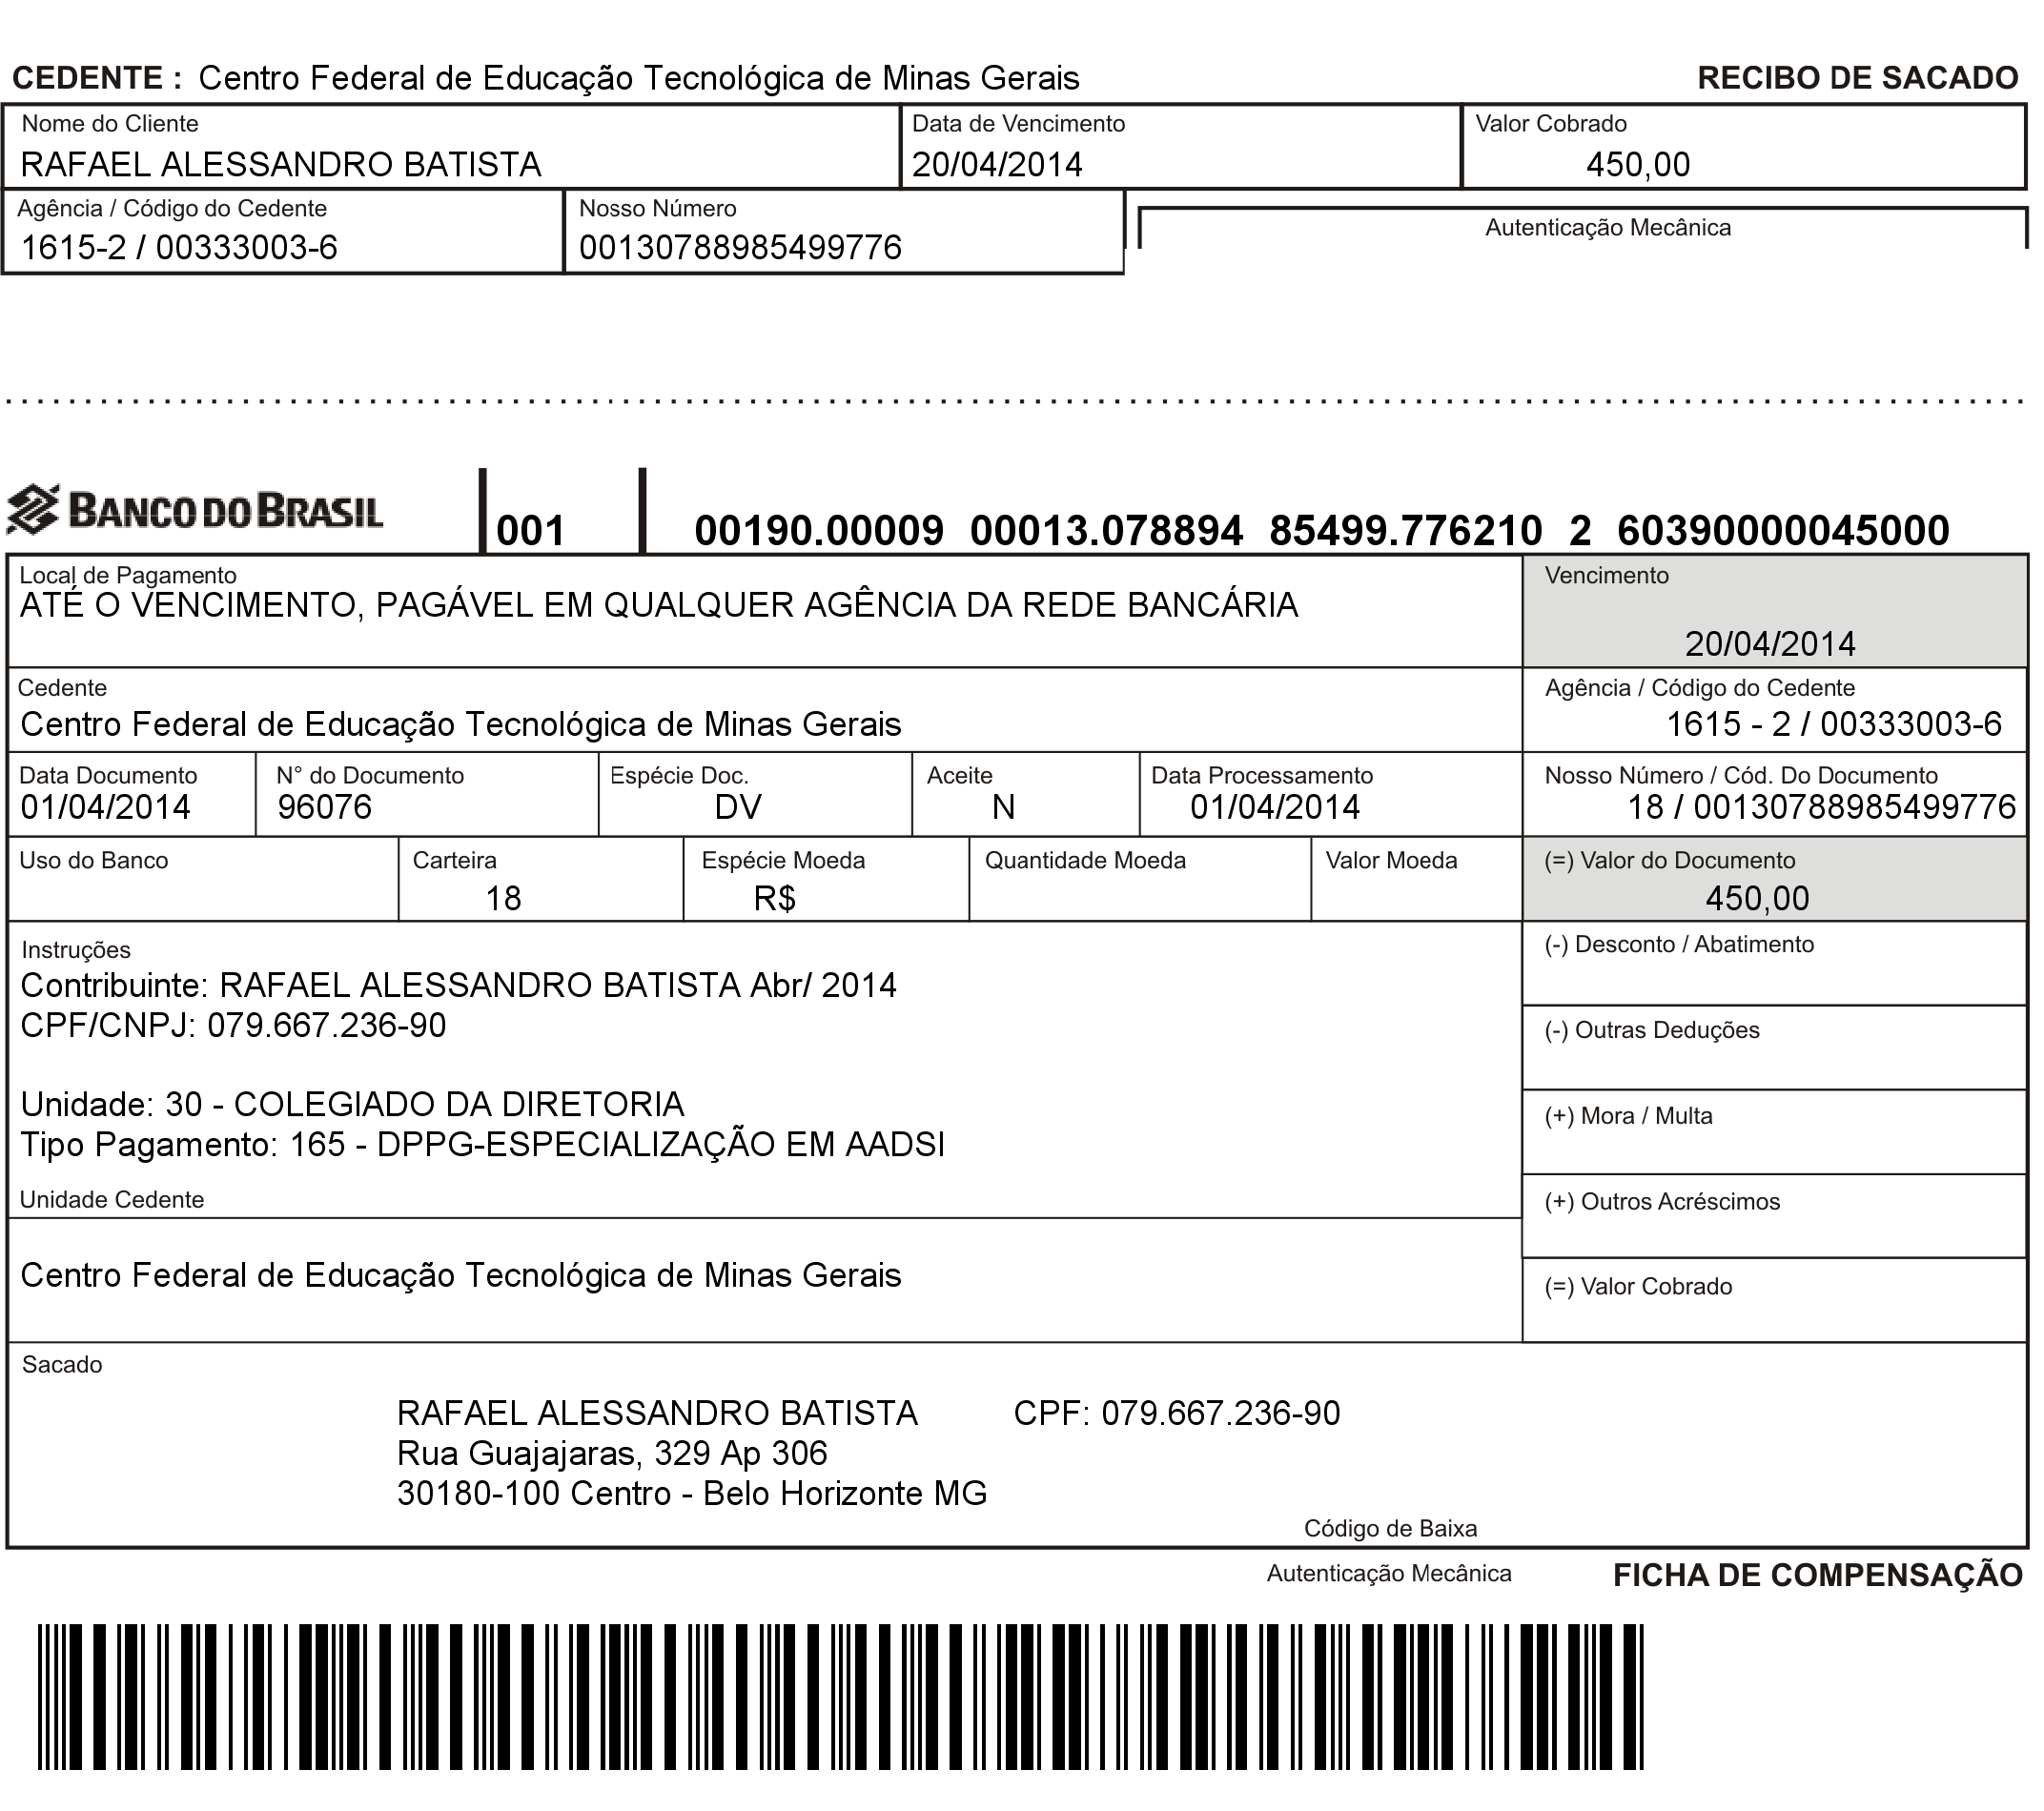 CEDENTE : Centro Federal de Educação Tecnológica de Minas Gerais RECIBO DE SACADO
Nome do Cliente Data de Vencimento Valor Cobrado
RAFAEL ALESSANDRO BATISTA 20/04/2014 450,00
Agência / Código do Cedente Nosso Número Autenticação Mecânica
1615-2 / 00333003-6 00130788985499776
BANCO DO BRASIL 001 00190.00009 00013.078894 85499.776210 2 60390000045000
Local de Pagamento Vencimento
ATÉ O VENCIMENTO, PAGÁVEL EM QUALQUER AGÊNCIA DA REDE BANCÁRIA
20/04/2014
Cedente Agência / Código do Cedente
Centro Federal de Educação Tecnológica de Minas Gerais 1615 - 2 / 00333003-6
Data Documento N° do Documento Espécie Doc. Aceite Data Processamento Nosso Número / Cód. Do Documento
01/04/2014 96076 DV N 01/04/2014 18 / 00130788985499776
Uso do Banco Carteira Espécie Moeda Quantidade Moeda Valor Moeda (=) Valor do Documento
18 R$ 450,00
Instruções (-) Desconto / Abatimento
Contribuinte: RAFAEL ALESSANDRO BATISTA Abr/ 2014
CPF/CNPJ: 079.667.236-90 (-) Outras Deduções
Unidade: 30 - COLEGIADO DA DIRETORIA (+) Mora / Multa
Tipo Pagamento: 165 - DPPG-ESPECIALIZAÇÃO EM AADSI
Unidade Cedente (+) Outros Acréscimos
Centro Federal de Educação Tecnológica de Minas Gerais (=) Valor Cobrado
Sacado
RAFAEL ALESSANDRO BATISTA CPF: 079.667.236-90
Rua Guajajaras, 329 Ap 306
30180-100 Centro - Belo Horizonte MG
Código de Baixa
Autenticação Mecânica FICHA DE COMPENSAÇÃO